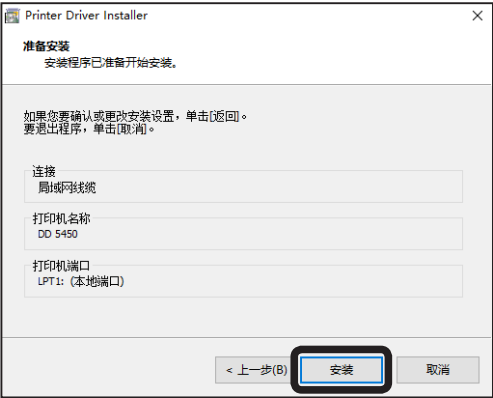 Printer Driver Installer
准备安装
安装程序已准备开始安装。
如果您要确认或更改安装设置，单击[返回]。
要退出程序，单击[取消]。
连接
局域网线缆
打印机名称
DD 5450
打印机端口
LPT1: (本地端口)
< 上一步(B)
安装
取消